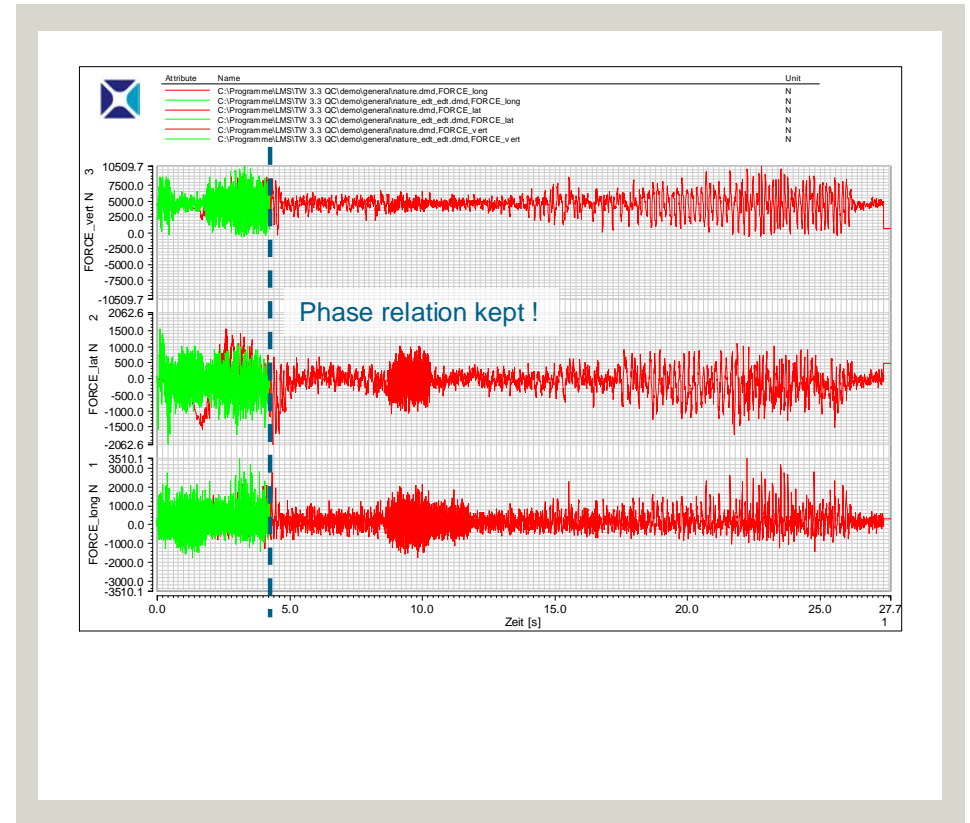 Attribute Name Unit
C:\Programme\LMS\TW 3.3 QC\demo\general\nature.dmd,FORCE_long N
C:\Programme\LMS\TW 3.3 QC\demo\general\nature_edt_edt.dmd,FORCE_long N
C:\Programme\LMS\TW 3.3 QC\demo\general\nature.dmd,FORCE_lat N
C:\Programme\LMS\TW 3.3 QC\demo\general\nature_edt_edt.dmd,FORCE_lat N
C:\Programme\LMS\TW 3.3 QC\demo\general\nature.dmd,FORCE_vert N
C:\Programme\LMS\TW 3.3 QC\demo\general\nature_edt_edt.dmd,FORCE_vert N
FORCE_vert N 3
10509.7
7500.0
5000.0
2500.0
0.0
-2500.0
-5000.0
-7500.0
-10509.7
Phase relation kept !
FORCE_lat N 2
2062.6
1500.0
1000.0
500.0
0.0
-500.0
-1000.0
-1500.0
-2062.6
FORCE_long N 1
3510.1
3000.0
2000.0
1000.0
0.0
-1000.0
-2000.0
-3000.0
-3510.1
0.0 5.0 10.0 15.0 20.0 25.0 27.7
Zeit [s] 1